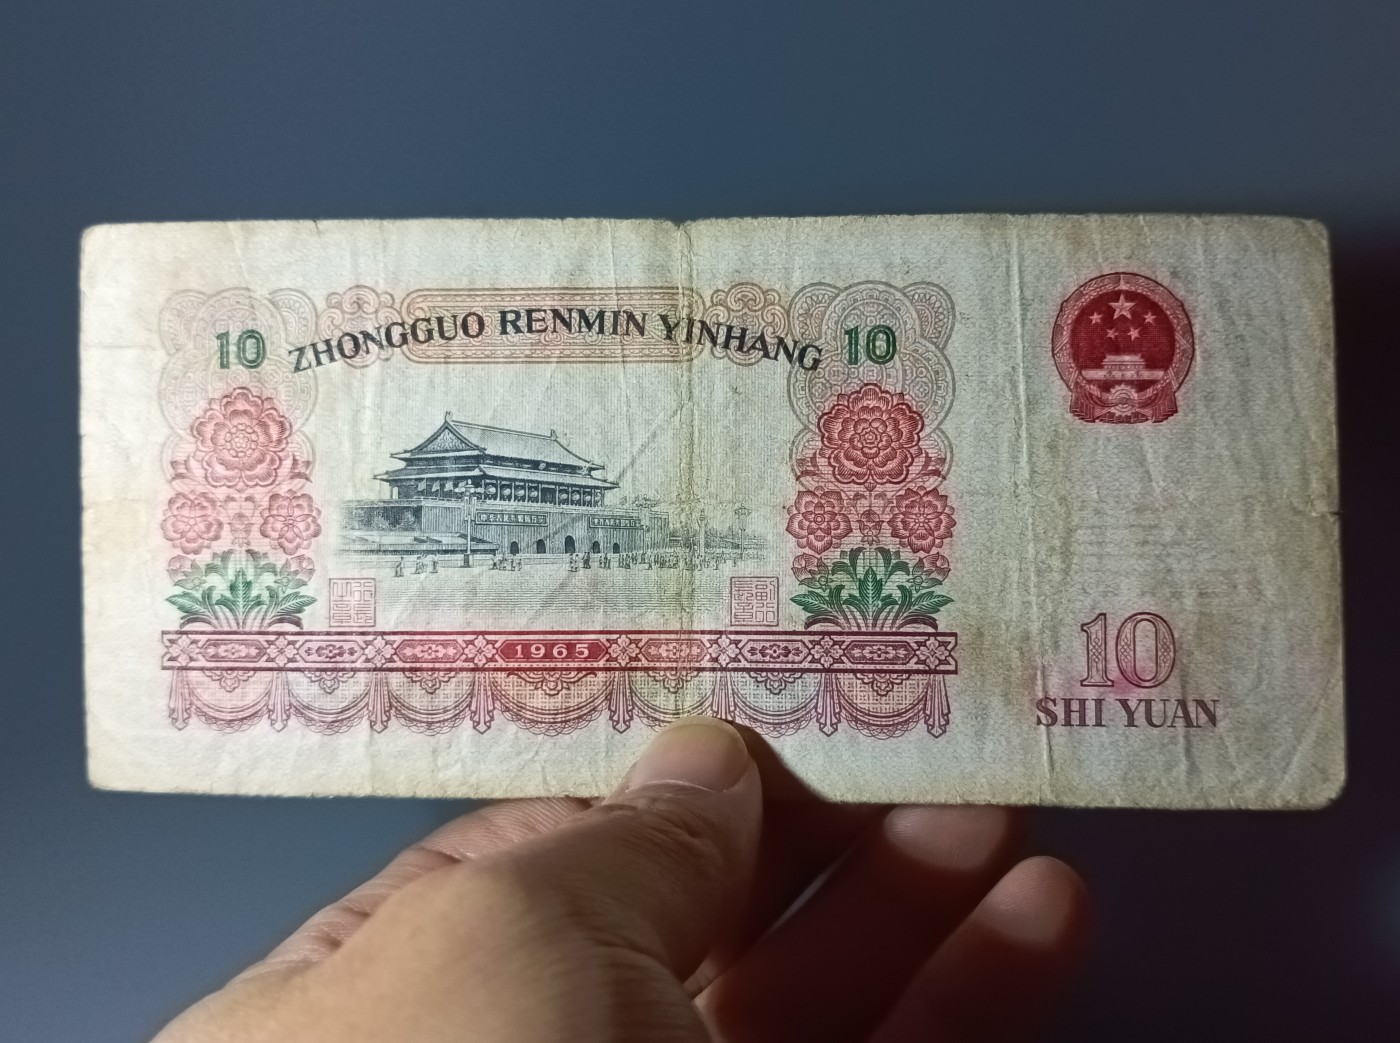 10 ZHONGGUO RENMIN YINHANG 10
1965
10
SHI YUAN